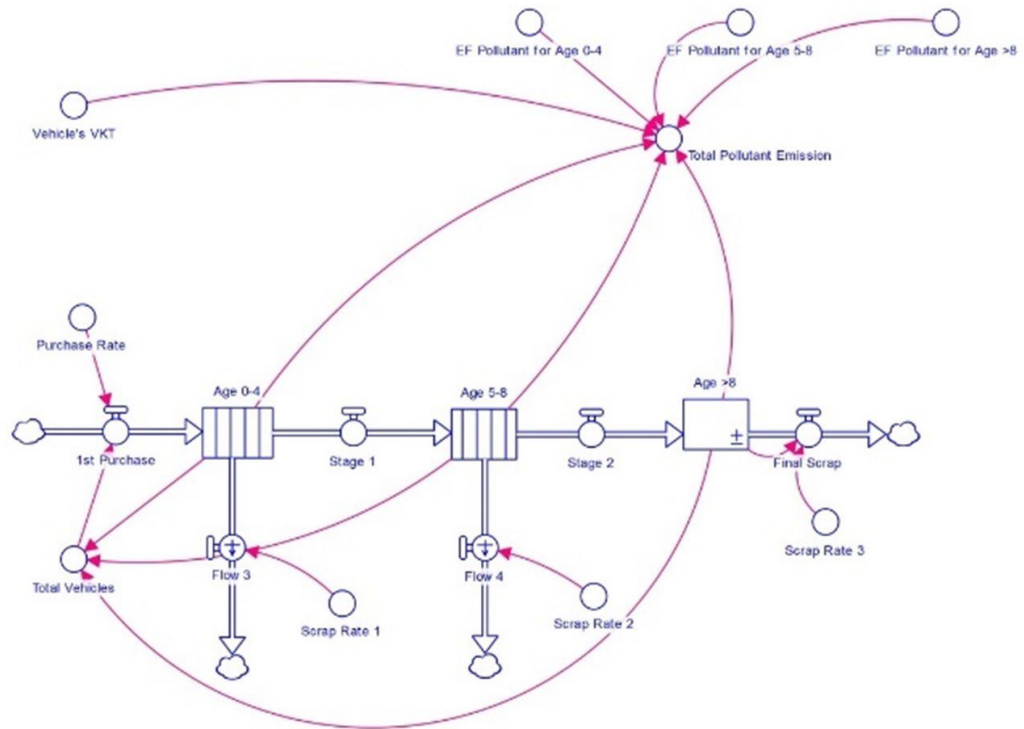 EF Pollutant for Age 0-4
EF Pollutant for Age 5-8
EF Pollutant for Age >8
Vehicle's VKT
Total Pollutant Emission
Purchase Rate
Age 0-4
Age 5-8
Age >8
1st Purchase
Stage 1
Stage 2
Final Scrap
Scrap Rate 3
Total Vehicles
Flow 3
Flow 4
Scrap Rate 1
Scrap Rate 2